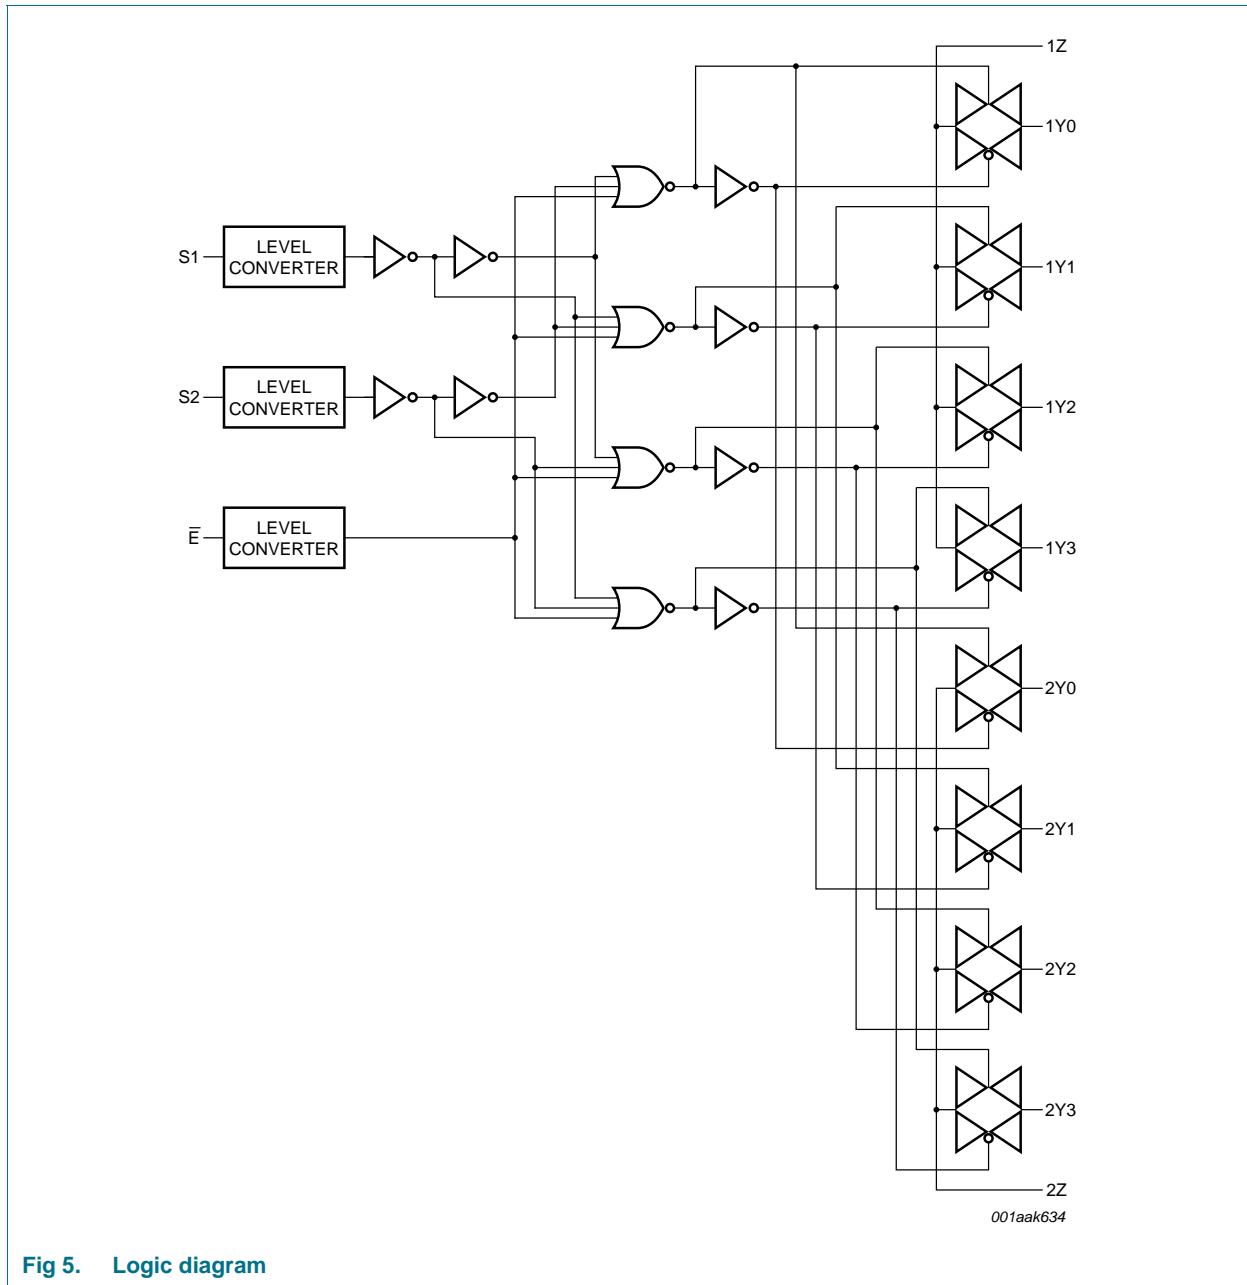 1Z
1Y0
S1
LEVEL
CONVERTER
1Y1
S2
LEVEL
CONVERTER
1Y2
E̅
LEVEL
CONVERTER
1Y3
2Y0
2Y1
2Y2
2Y3
2Z
001aak634
Fig 5. Logic diagram